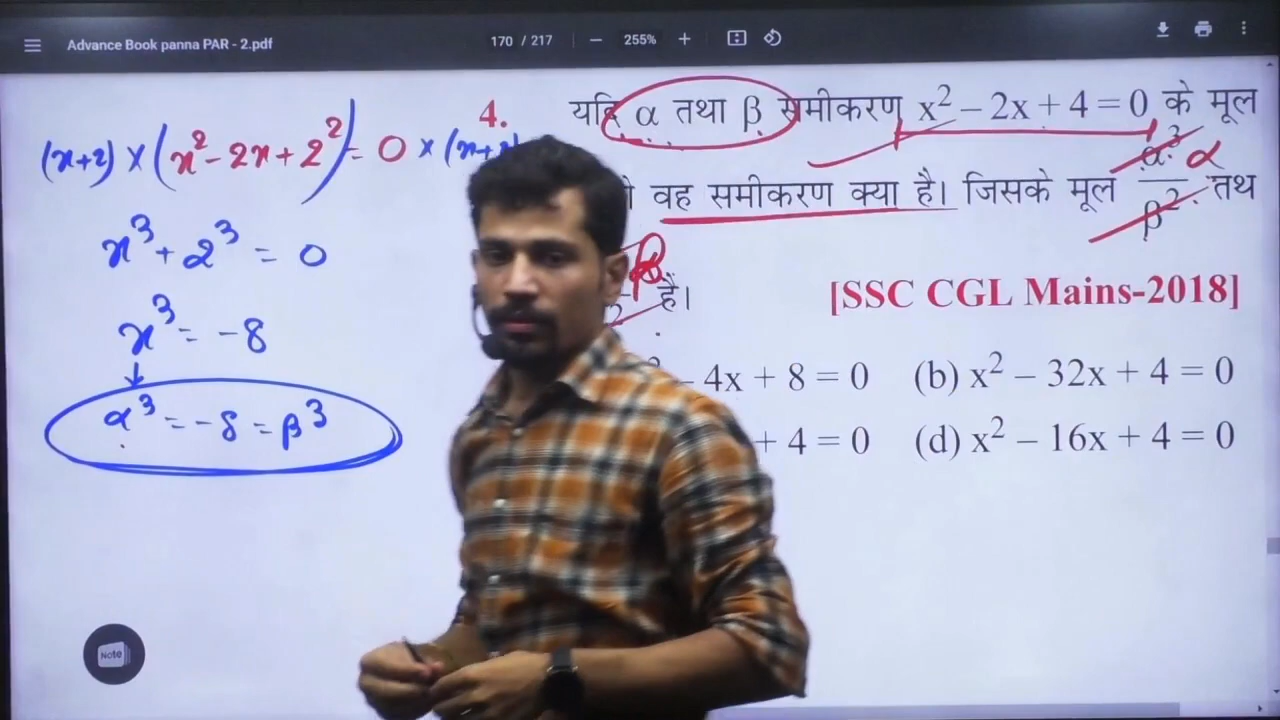 Advance Book panna PAR - 2.pdf
170 / 217
255%
4. यदि α तथा β समीकरण x² – 2x + 4 = 0 के मूल
वह समीकरण क्या है। जिसके मूल α³/β² α तथ
β
है।
[SSC CGL Mains-2018]
– 4x + 8 = 0 (b) x² – 32x + 4 = 0
+ 4 = 0 (d) x² – 16x + 4 = 0
(x+2) × (x² - 2x + 2²) = 0 × (x+
x³ + 2³ = 0
x³ = -8
α³ = -8 = β³
Note